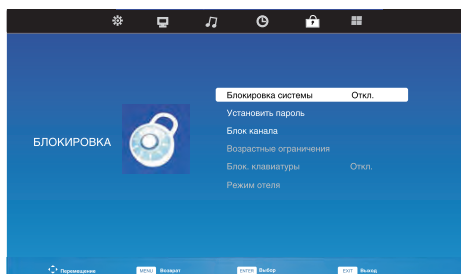 БЛОКИРОВКА
Блокировка системы Откл.
Установить пароль
Блок канала
Возрастные ограничения
Блок. клавиатуры Откл.
Режим отеля
Перемещение MENU Возврат ENTER Выбор EXIT Выход